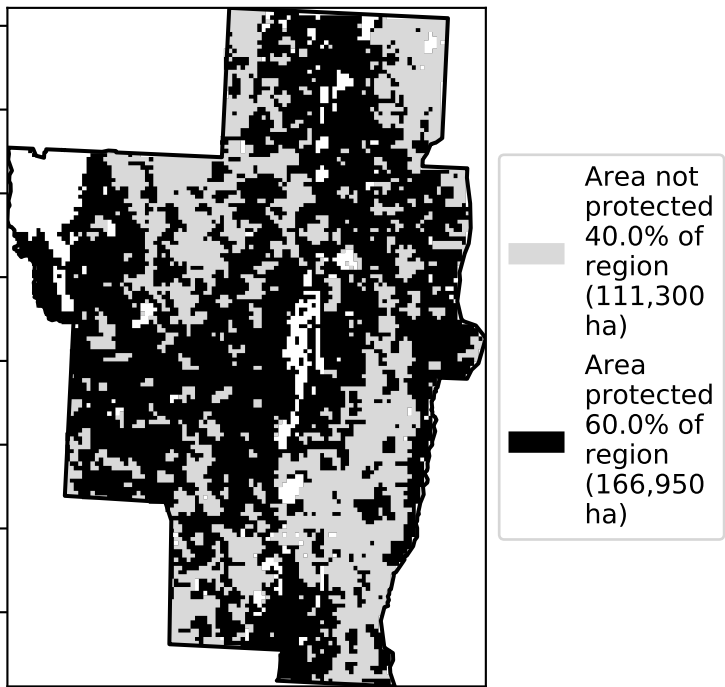 Area not
protected
40.0% of
region
(111,300
ha)
Area
protected
60.0% of
region
(166,950
ha)